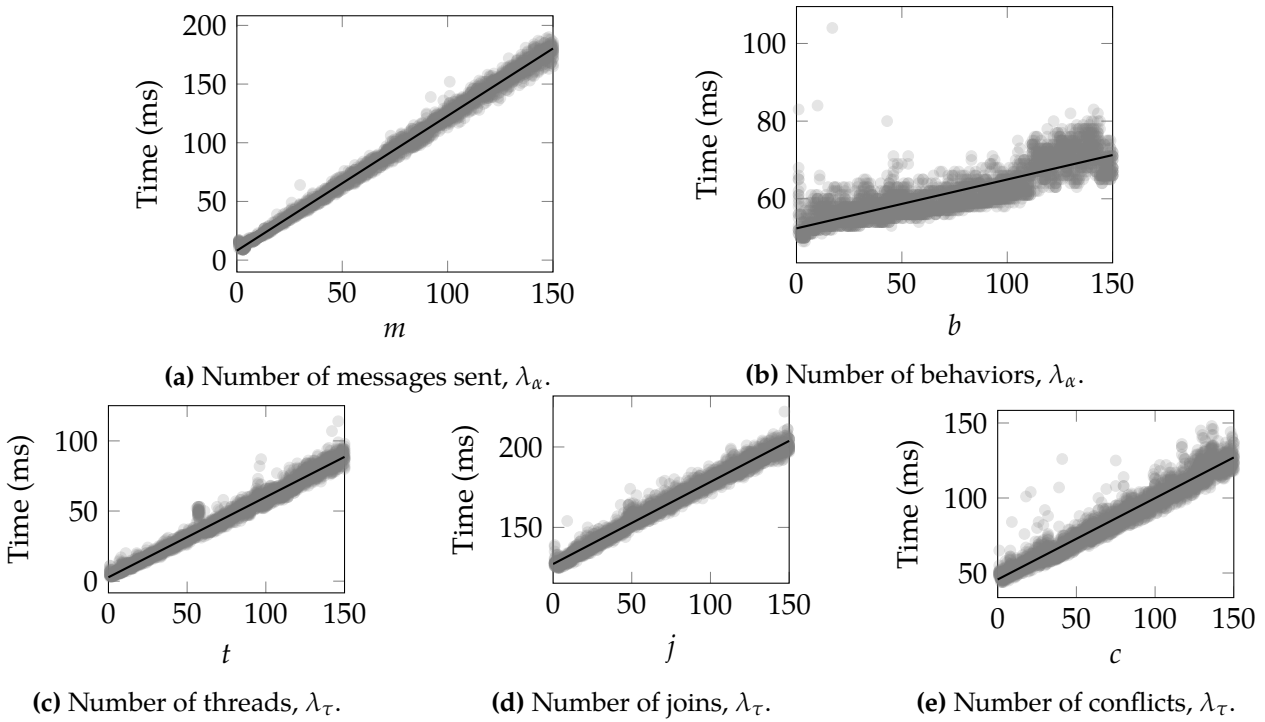 200
150
100
50
0
Time (ms)
0 50 100 150
m
(a) Number of messages sent, λα.
100
80
60
Time (ms)
0 50 100 150
b
(b) Number of behaviors, λα.
100
50
0
Time (ms)
0 50 100 150
t
(c) Number of threads, λτ.
200
150
Time (ms)
0 50 100 150
j
(d) Number of joins, λτ.
150
100
50
Time (ms)
0 50 100 150
c
(e) Number of conflicts, λτ.